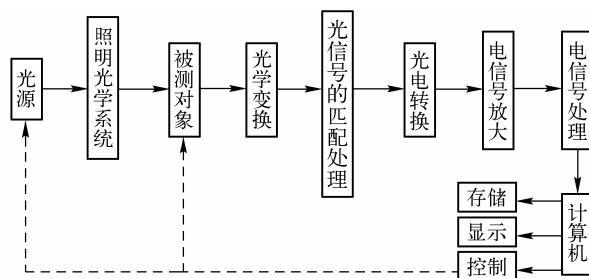 光源
照明光学系统
被测对象
光学变换
光信号的匹配处理
光电转换
电信号放大
电信号处理
计算机
存储
显示
控制